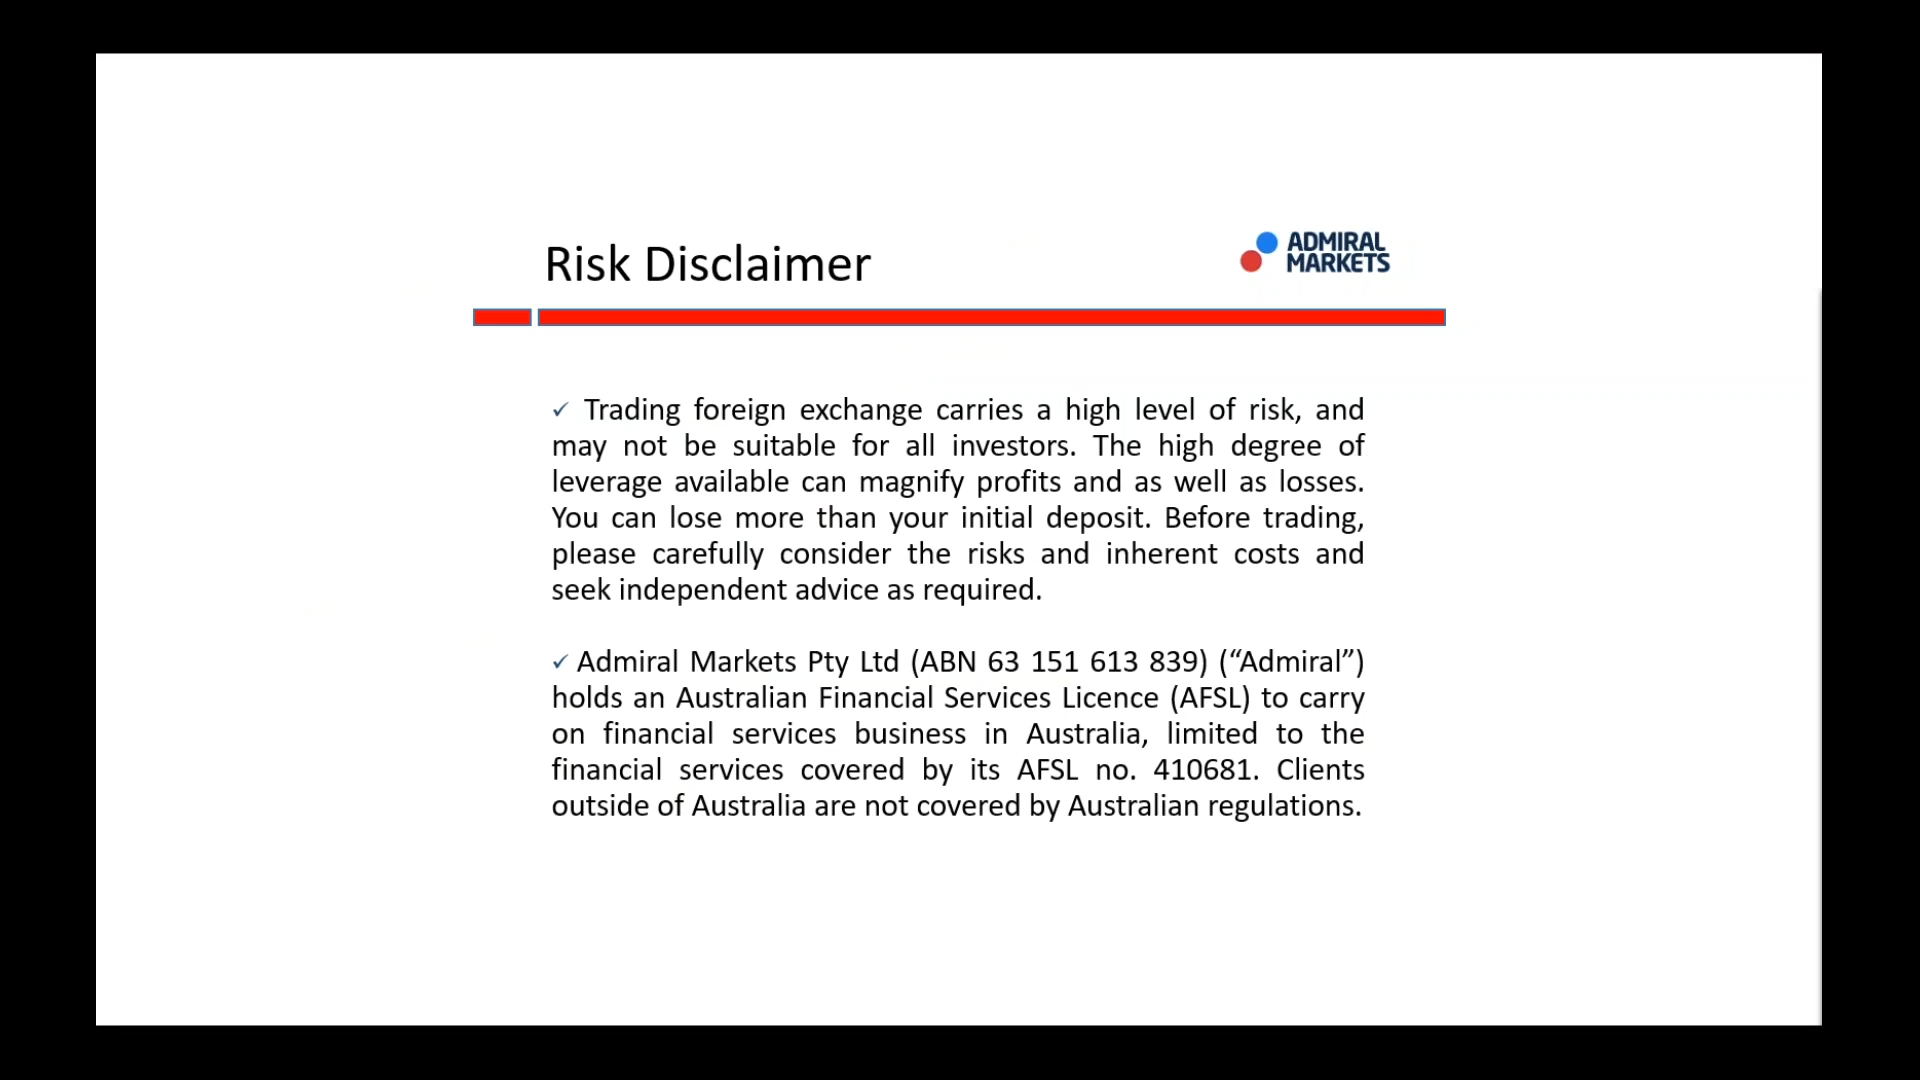 Risk Disclaimer
ADMIRAL
MARKETS
✓ Trading foreign exchange carries a high level of risk, and
may not be suitable for all investors. The high degree of
leverage available can magnify profits and as well as losses.
You can lose more than your initial deposit. Before trading,
please carefully consider the risks and inherent costs and
seek independent advice as required.
✓ Admiral Markets Pty Ltd (ABN 63 151 613 839) (“Admiral”)
holds an Australian Financial Services Licence (AFSL) to carry
on financial services business in Australia, limited to the
financial services covered by its AFSL no. 410681. Clients
outside of Australia are not covered by Australian regulations.